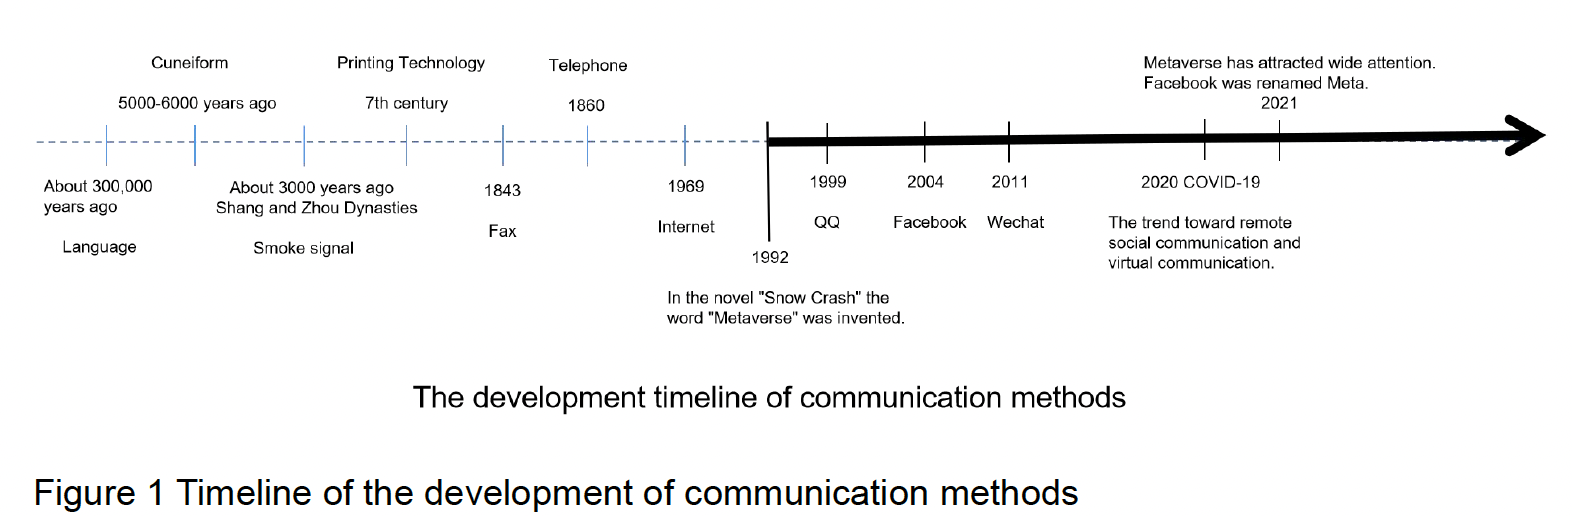 Cuneiform
5000-6000 years ago
Printing Technology
7th century
Telephone
1860
Metaverse has attracted wide attention.
Facebook was renamed Meta.
2021
About 300,000
years ago
Language
About 3000 years ago
Shang and Zhou Dynasties
Smoke signal
1843
Fax
1969
Internet
1992
In the novel "Snow Crash" the
word "Metaverse" was invented.
1999
QQ
2004
Facebook
2011
Wechat
2020 COVID-19
The trend toward remote
social communication and
virtual communication.
The development timeline of communication methods
Figure 1 Timeline of the development of communication methods